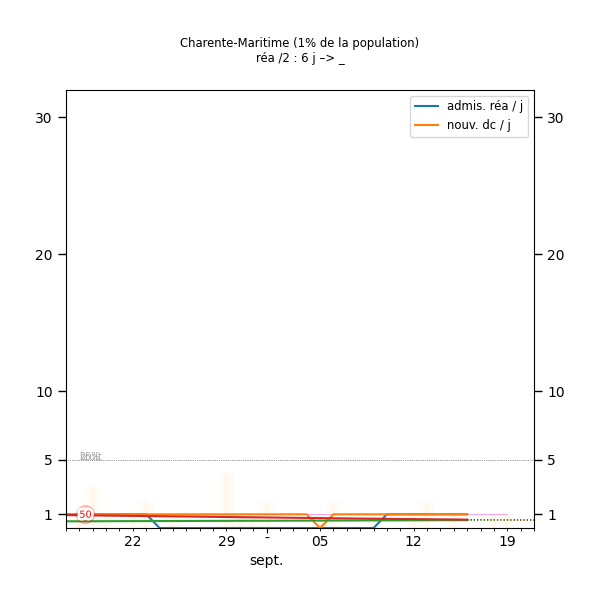 Charente-Maritime (1% de la population)
réa /2 : 6 j –> _
admis. réa / j
nouv. dc / j
30 30
20 20
10 10
5 5
1 50 1
22 29 - 05 12 19
sept.